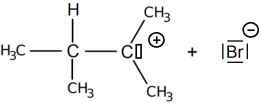 H
CH₃
H₃C C C⊕ + |Br| ⊖
CH₃ CH₃